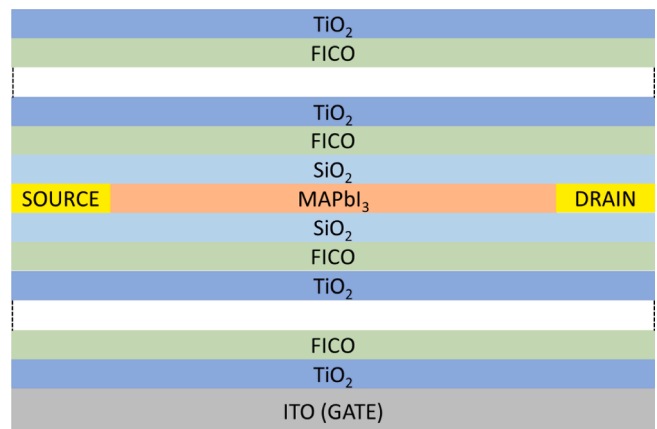 TiO₂
FICO
TiO₂
FICO
SiO₂
SOURCE MAPbI₃ DRAIN
SiO₂
FICO
TiO₂
FICO
TiO₂
ITO (GATE)